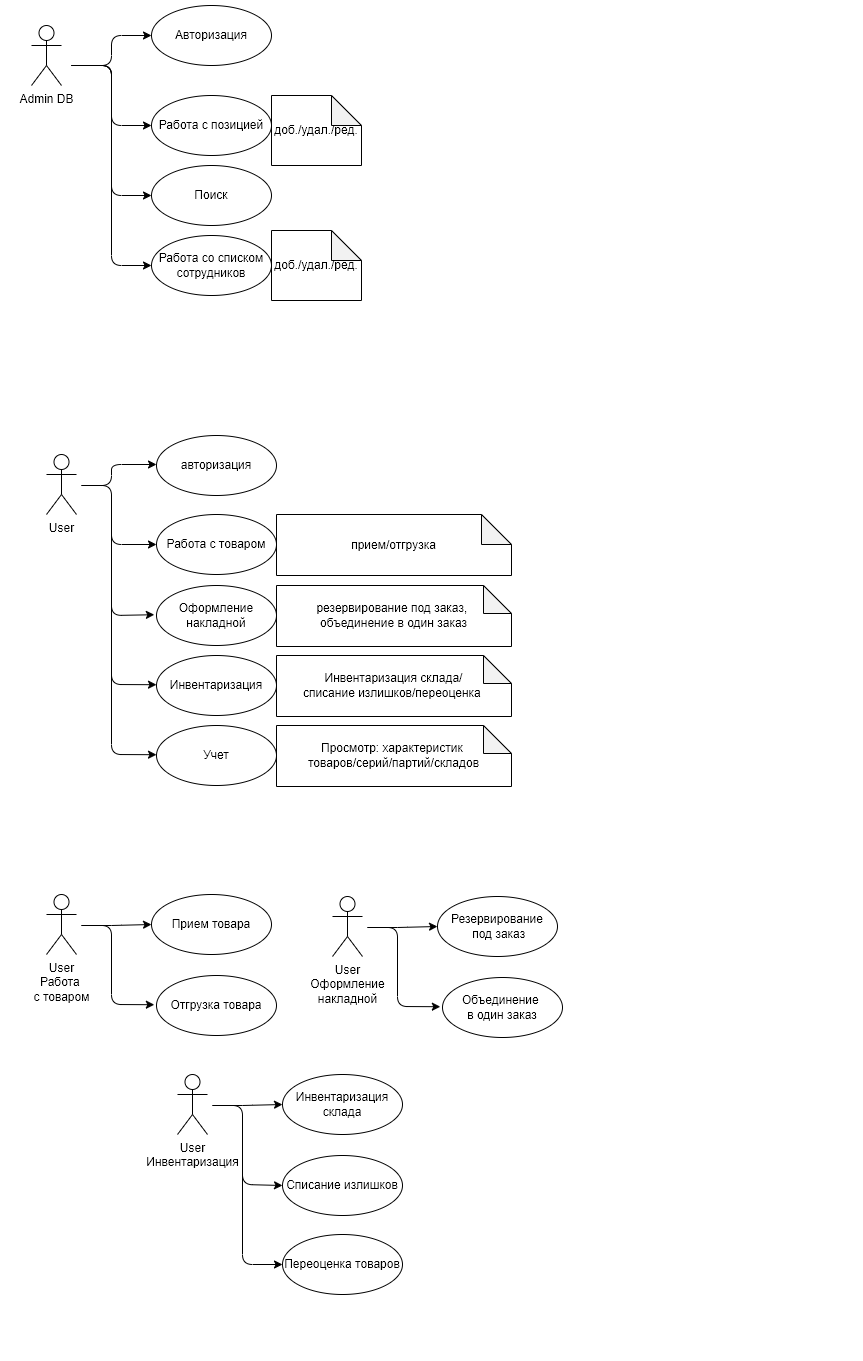 Авторизация
Admin DB
Работа с позицией
доб./удал./ред.
Поиск
Работа со списком
сотрудников
доб./удал./ред.
авторизация
User
Работа с товаром
прием/отгрузка
Оформление
накладной
резервирование под заказ,
объединение в один заказ
Инвентаризация
Инвентаризация склада/
списание излишков/переоценка
Учет
Просмотр: характеристик
товаров/серий/партий/складов
User
Работа
с товаром
Прием товара
Отгрузка товара
User
Оформление
накладной
Резервирование
под заказ
Объединение
в один заказ
User
Инвентаризация
Инвентаризация
склада
Списание излишков
Переоценка товаров